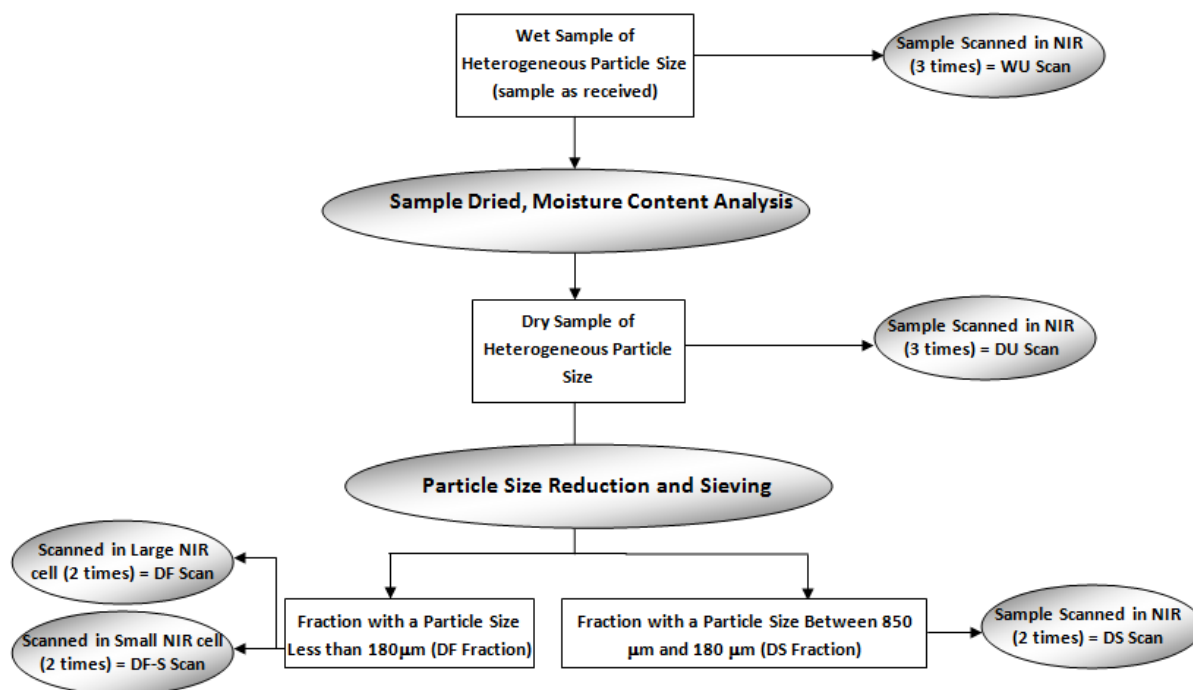 Wet Sample of
Heterogeneous Particle Size
(sample as received)
Sample Scanned in NIR
(3 times) = WU Scan
Sample Dried, Moisture Content Analysis
Dry Sample of
Heterogeneous Particle
Size
Sample Scanned in NIR
(3 times) = DU Scan
Particle Size Reduction and Sieving
Scanned in Large NIR
cell (2 times) = DF Scan
Scanned in Small NIR cell
(2 times) = DF-S Scan
Fraction with a Particle Size
Less than 180μm (DF Fraction)
Fraction with a Particle Size Between 850
μm and 180 μm (DS Fraction)
Sample Scanned in NIR
(2 times) = DS Scan